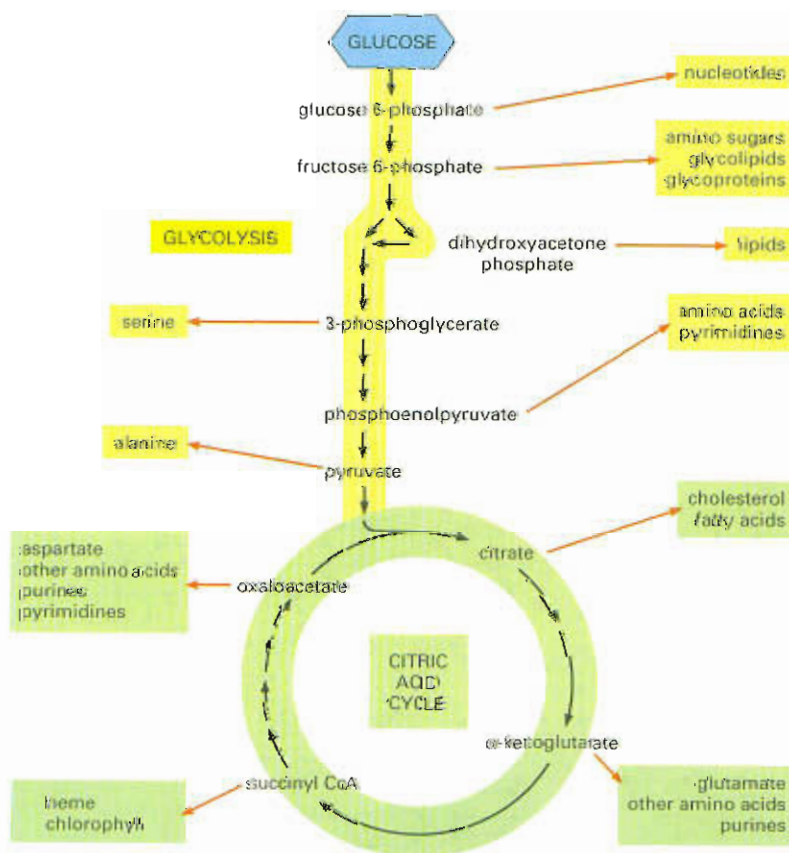 GLUCOSE
nucleotides
glucose 6-phosphate
amino sugars
glycolipids
glycoproteins
fructose 6-phosphate
GLYCOLYSIS
dihydroxyacetone
phosphate
lipids
serine
3-phosphoglycerate
amino acids
pyrimidines
phosphoenolpyruvate
alanine
pyruvate
cholesterol
fatty acids
citrate
aspartate
other amino acids
purines
pyrimidines
oxaloacetate
CITRIC
ACID
CYCLE
α-ketoglutarate
succinyl CoA
heme
chlorophyll
glutamate
other amino acids
purines